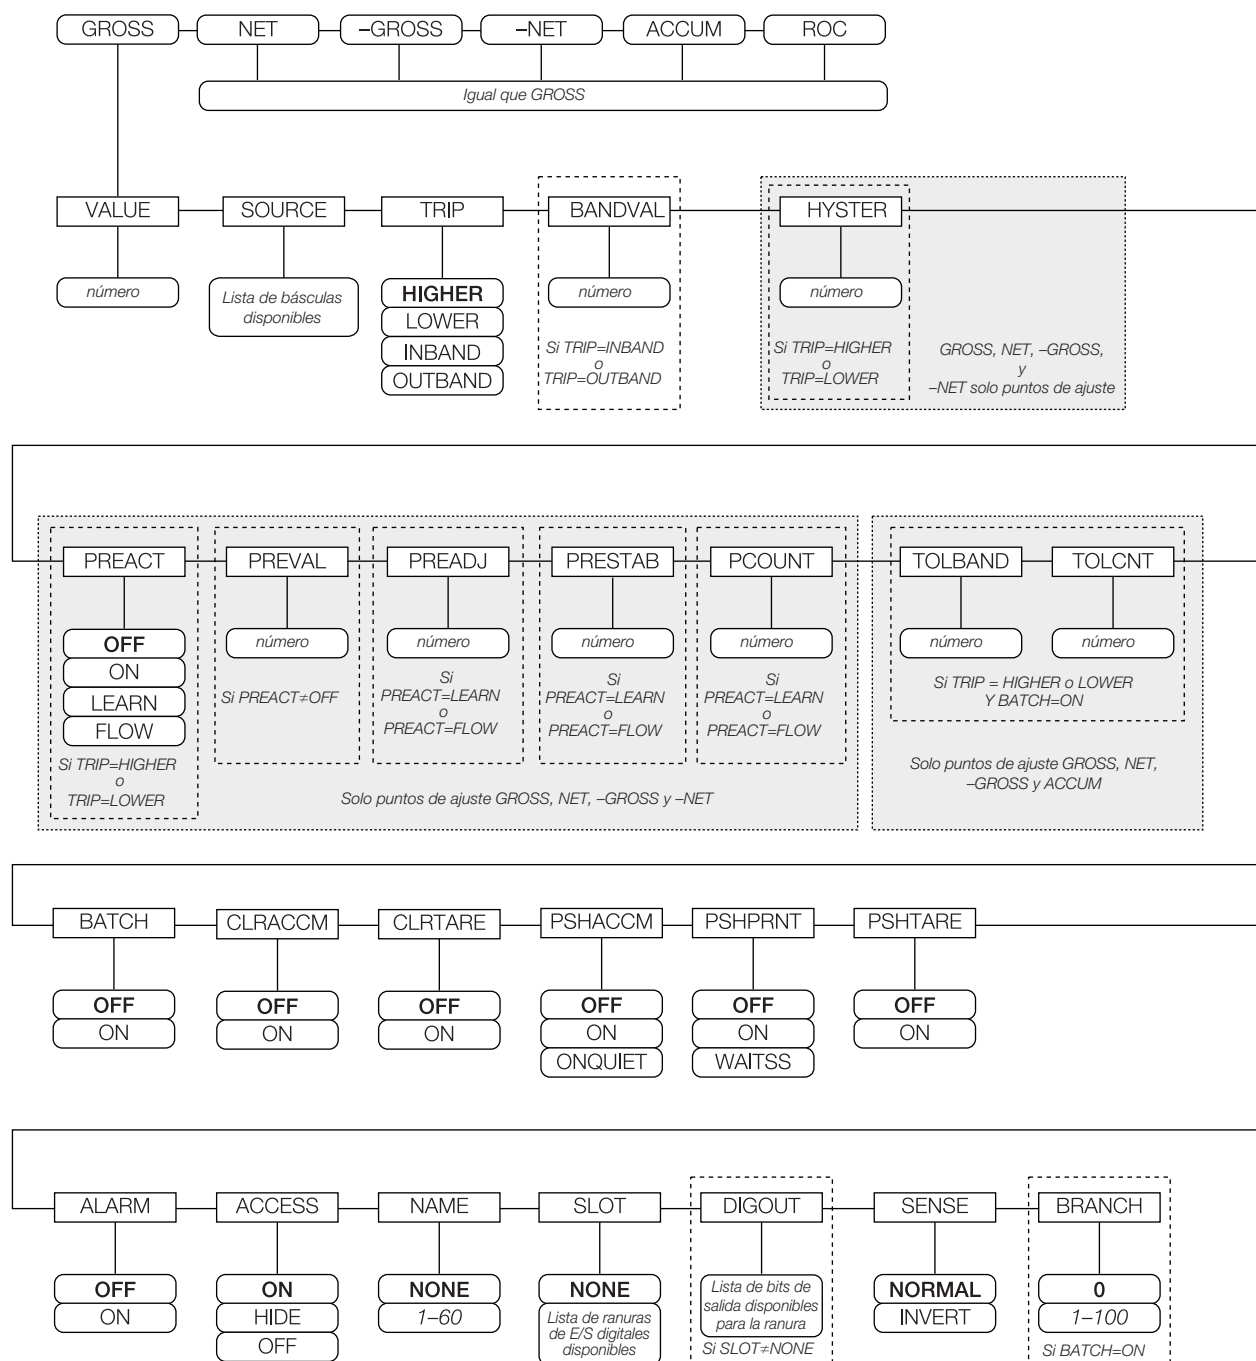 GROSS NET –GROSS –NET ACCUM ROC
Igual que GROSS
VALUE SOURCE TRIP BANDVAL HYSTER
número
Lista de básculas
disponibles
HIGHER
LOWER
INBAND
OUTBAND
número
Si TRIP=INBAND
o
TRIP=OUTBAND
número
Si TRIP=HIGHER
o
TRIP=LOWER
GROSS, NET, –GROSS,
y
–NET solo puntos de ajuste
PREACT PREVAL PREADJ PRESTAB PCOUNT TOLBAND TOLCNT
OFF
ON
LEARN
FLOW
Si TRIP=HIGHER
o
TRIP=LOWER
número
Si PREACT≠OFF
número
Si
PREACT=LEARN
o
PREACT=FLOW
número
Si
PREACT=LEARN
o
PREACT=FLOW
número
Si
PREACT=LEARN
o
PREACT=FLOW
Solo puntos de ajuste GROSS, NET, –GROSS y –NET
número número
Si TRIP = HIGHER o LOWER
Y BATCH=ON
Solo puntos de ajuste GROSS, NET,
–GROSS y ACCUM
BATCH CLRACCM CLRTARE PSHACCM PSHPRNT PSHTARE
OFF
ON
OFF
ON
OFF
ON
OFF
ON
ONQUIET
OFF
ON
WAITSS
OFF
ON
ALARM ACCESS NAME SLOT DIGOUT SENSE BRANCH
OFF
ON
ON
HIDE
OFF
NONE
1–60
NONE
Lista de ranuras
de E/S digitales
disponibles
Lista de bits de
salida disponibles
para la ranura
Si SLOT≠NONE
NORMAL
INVERT
0
1–100
Si BATCH=ON